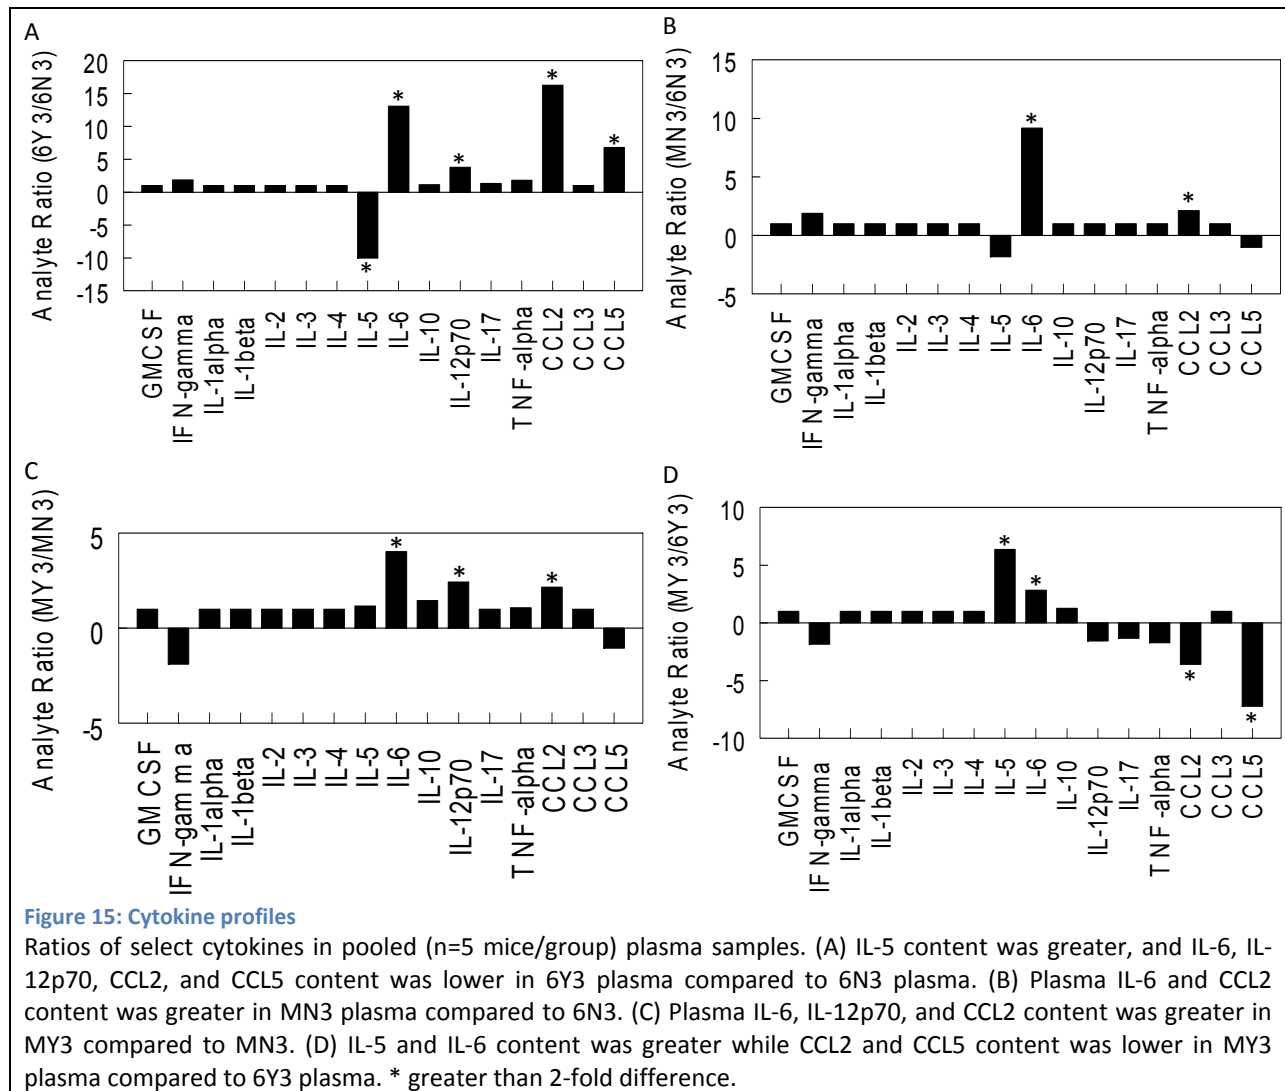 A
Analyte Ratio (6Y3/6N3)
20
15
10
5
0
-5
-10
-15
* * * * *
GMCSF
IFN-gamma
IL-1alpha
IL-1beta
IL-2
IL-3
IL-4
IL-5
IL-6
IL-10
IL-12p70
IL-17
TNF-alpha
CCL2
CCL3
CCL5
B
Analyte Ratio (MN3/6N3)
15
10
5
0
-5
* *
GMCSF
IFN-gamma
IL-1alpha
IL-1beta
IL-2
IL-3
IL-4
IL-5
IL-6
IL-10
IL-12p70
IL-17
TNF-alpha
CCL2
CCL3
CCL5
C
Analyte Ratio (MY3/MN3)
5
0
-5
* * *
GMCSF
IFN-gamma
IL-1alpha
IL-1beta
IL-2
IL-3
IL-4
IL-5
IL-6
IL-10
IL-12p70
IL-17
TNF-alpha
CCL2
CCL3
CCL5
D
Analyte Ratio (MY3/6Y3)
10
5
0
-5
-10
* * * *
GMCSF
IFN-gamma
IL-1alpha
IL-1beta
IL-2
IL-3
IL-4
IL-5
IL-6
IL-10
IL-12p70
IL-17
TNF-alpha
CCL2
CCL3
CCL5
Figure 15: Cytokine profiles
Ratios of select cytokines in pooled (n=5 mice/group) plasma samples. (A) IL-5 content was greater, and IL-6, IL-
12p70, CCL2, and CCL5 content was lower in 6Y3 plasma compared to 6N3 plasma. (B) Plasma IL-6 and CCL2
content was greater in MN3 plasma compared to 6N3. (C) Plasma IL-6, IL-12p70, and CCL2 content was greater in
MY3 compared to MN3. (D) IL-5 and IL-6 content was greater while CCL2 and CCL5 content was lower in MY3
plasma compared to 6Y3 plasma. * greater than 2-fold difference.